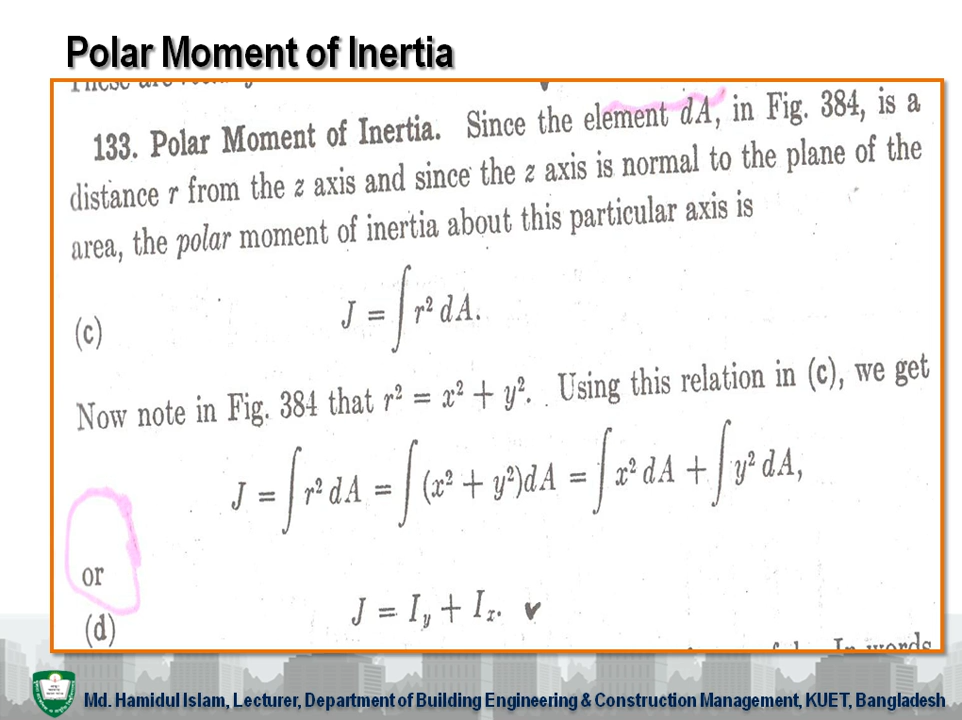 Polar Moment of Inertia
133. Polar Moment of Inertia. Since the element dA, in Fig. 384, is a
distance r from the z axis and since the z axis is normal to the plane of the
area, the polar moment of inertia about this particular axis is
(c) J = ∫ r² dA.
Now note in Fig. 384 that r² = x² + y². Using this relation in (c), we get
J = ∫ r² dA = ∫ (x² + y²)dA = ∫ x² dA + ∫ y² dA,
or
(d) J = I_y + I_x.
In words
Md. Hamidul Islam, Lecturer, Department of Building Engineering & Construction Management, KUET, Bangladesh